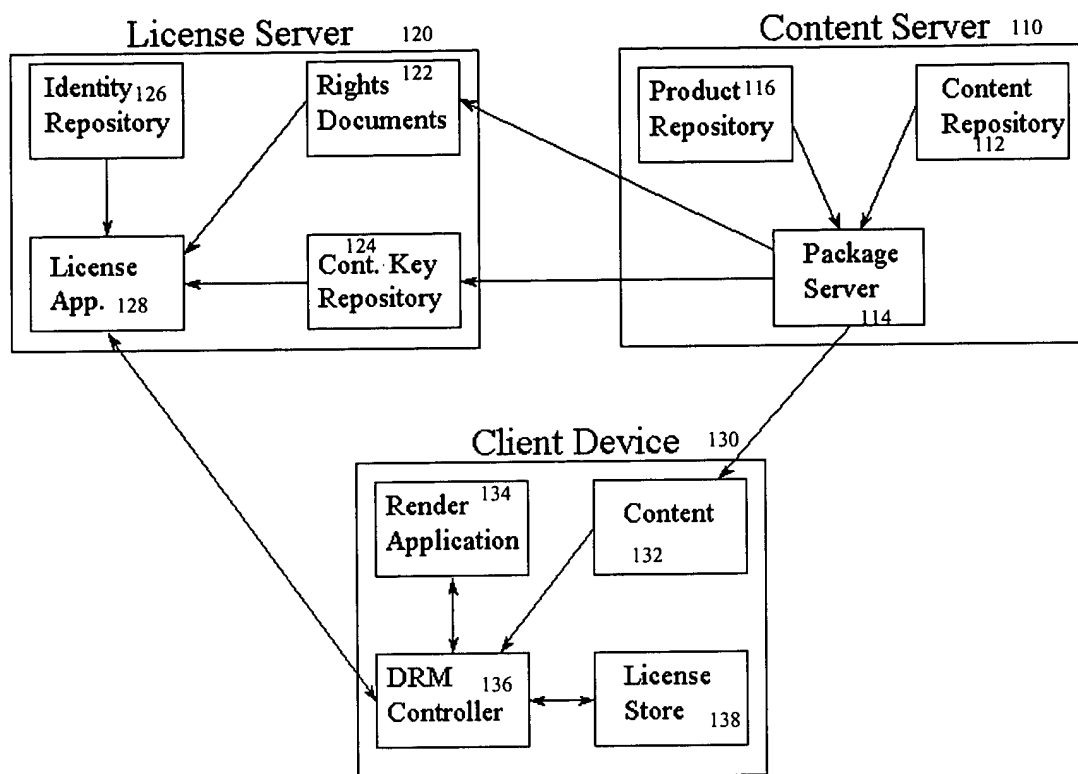 License Server 120
Identity 126
Repository
Rights 122
Documents
License
App. 128
124
Cont. Key
Repository
Content Server 110
Product 116
Repository
Content
Repository
112
Package
Server
114
Client Device 130
Render 134
Application
Content
132
DRM 136
Controller
License
Store 138